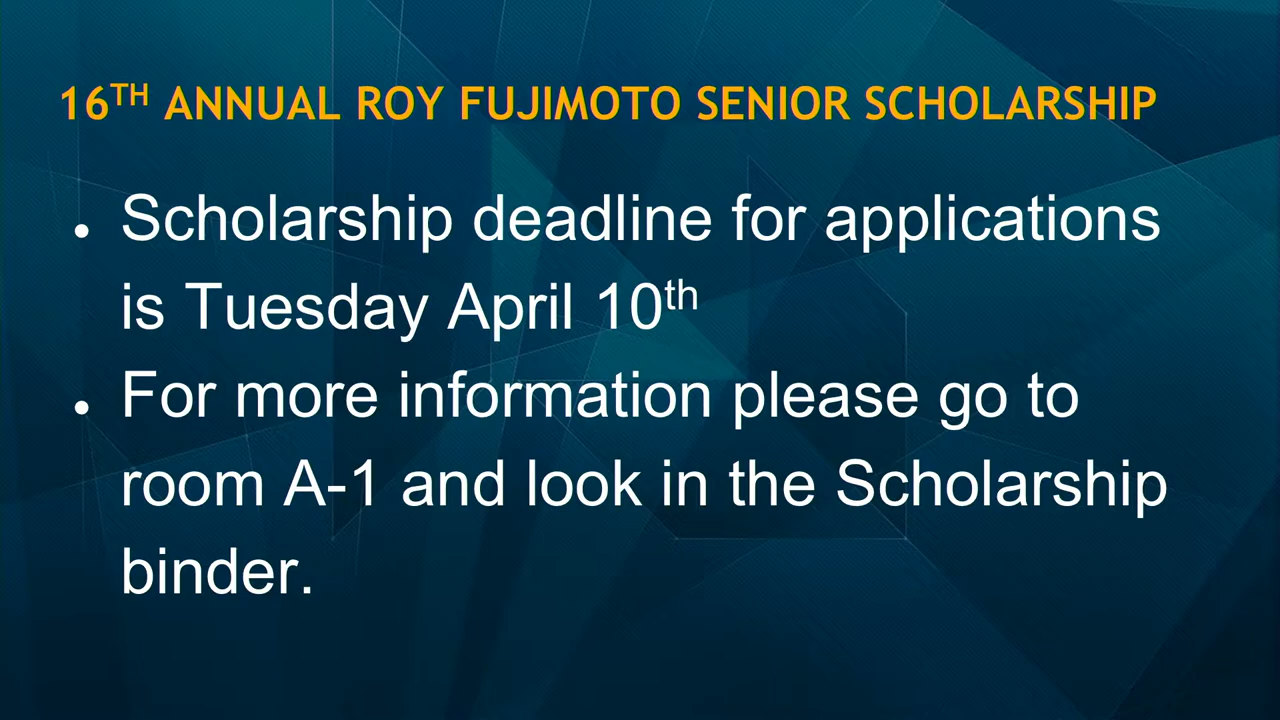 16TH ANNUAL ROY FUJIMOTO SENIOR SCHOLARSHIP
• Scholarship deadline for applications
is Tuesday April 10th
• For more information please go to
room A-1 and look in the Scholarship
binder.